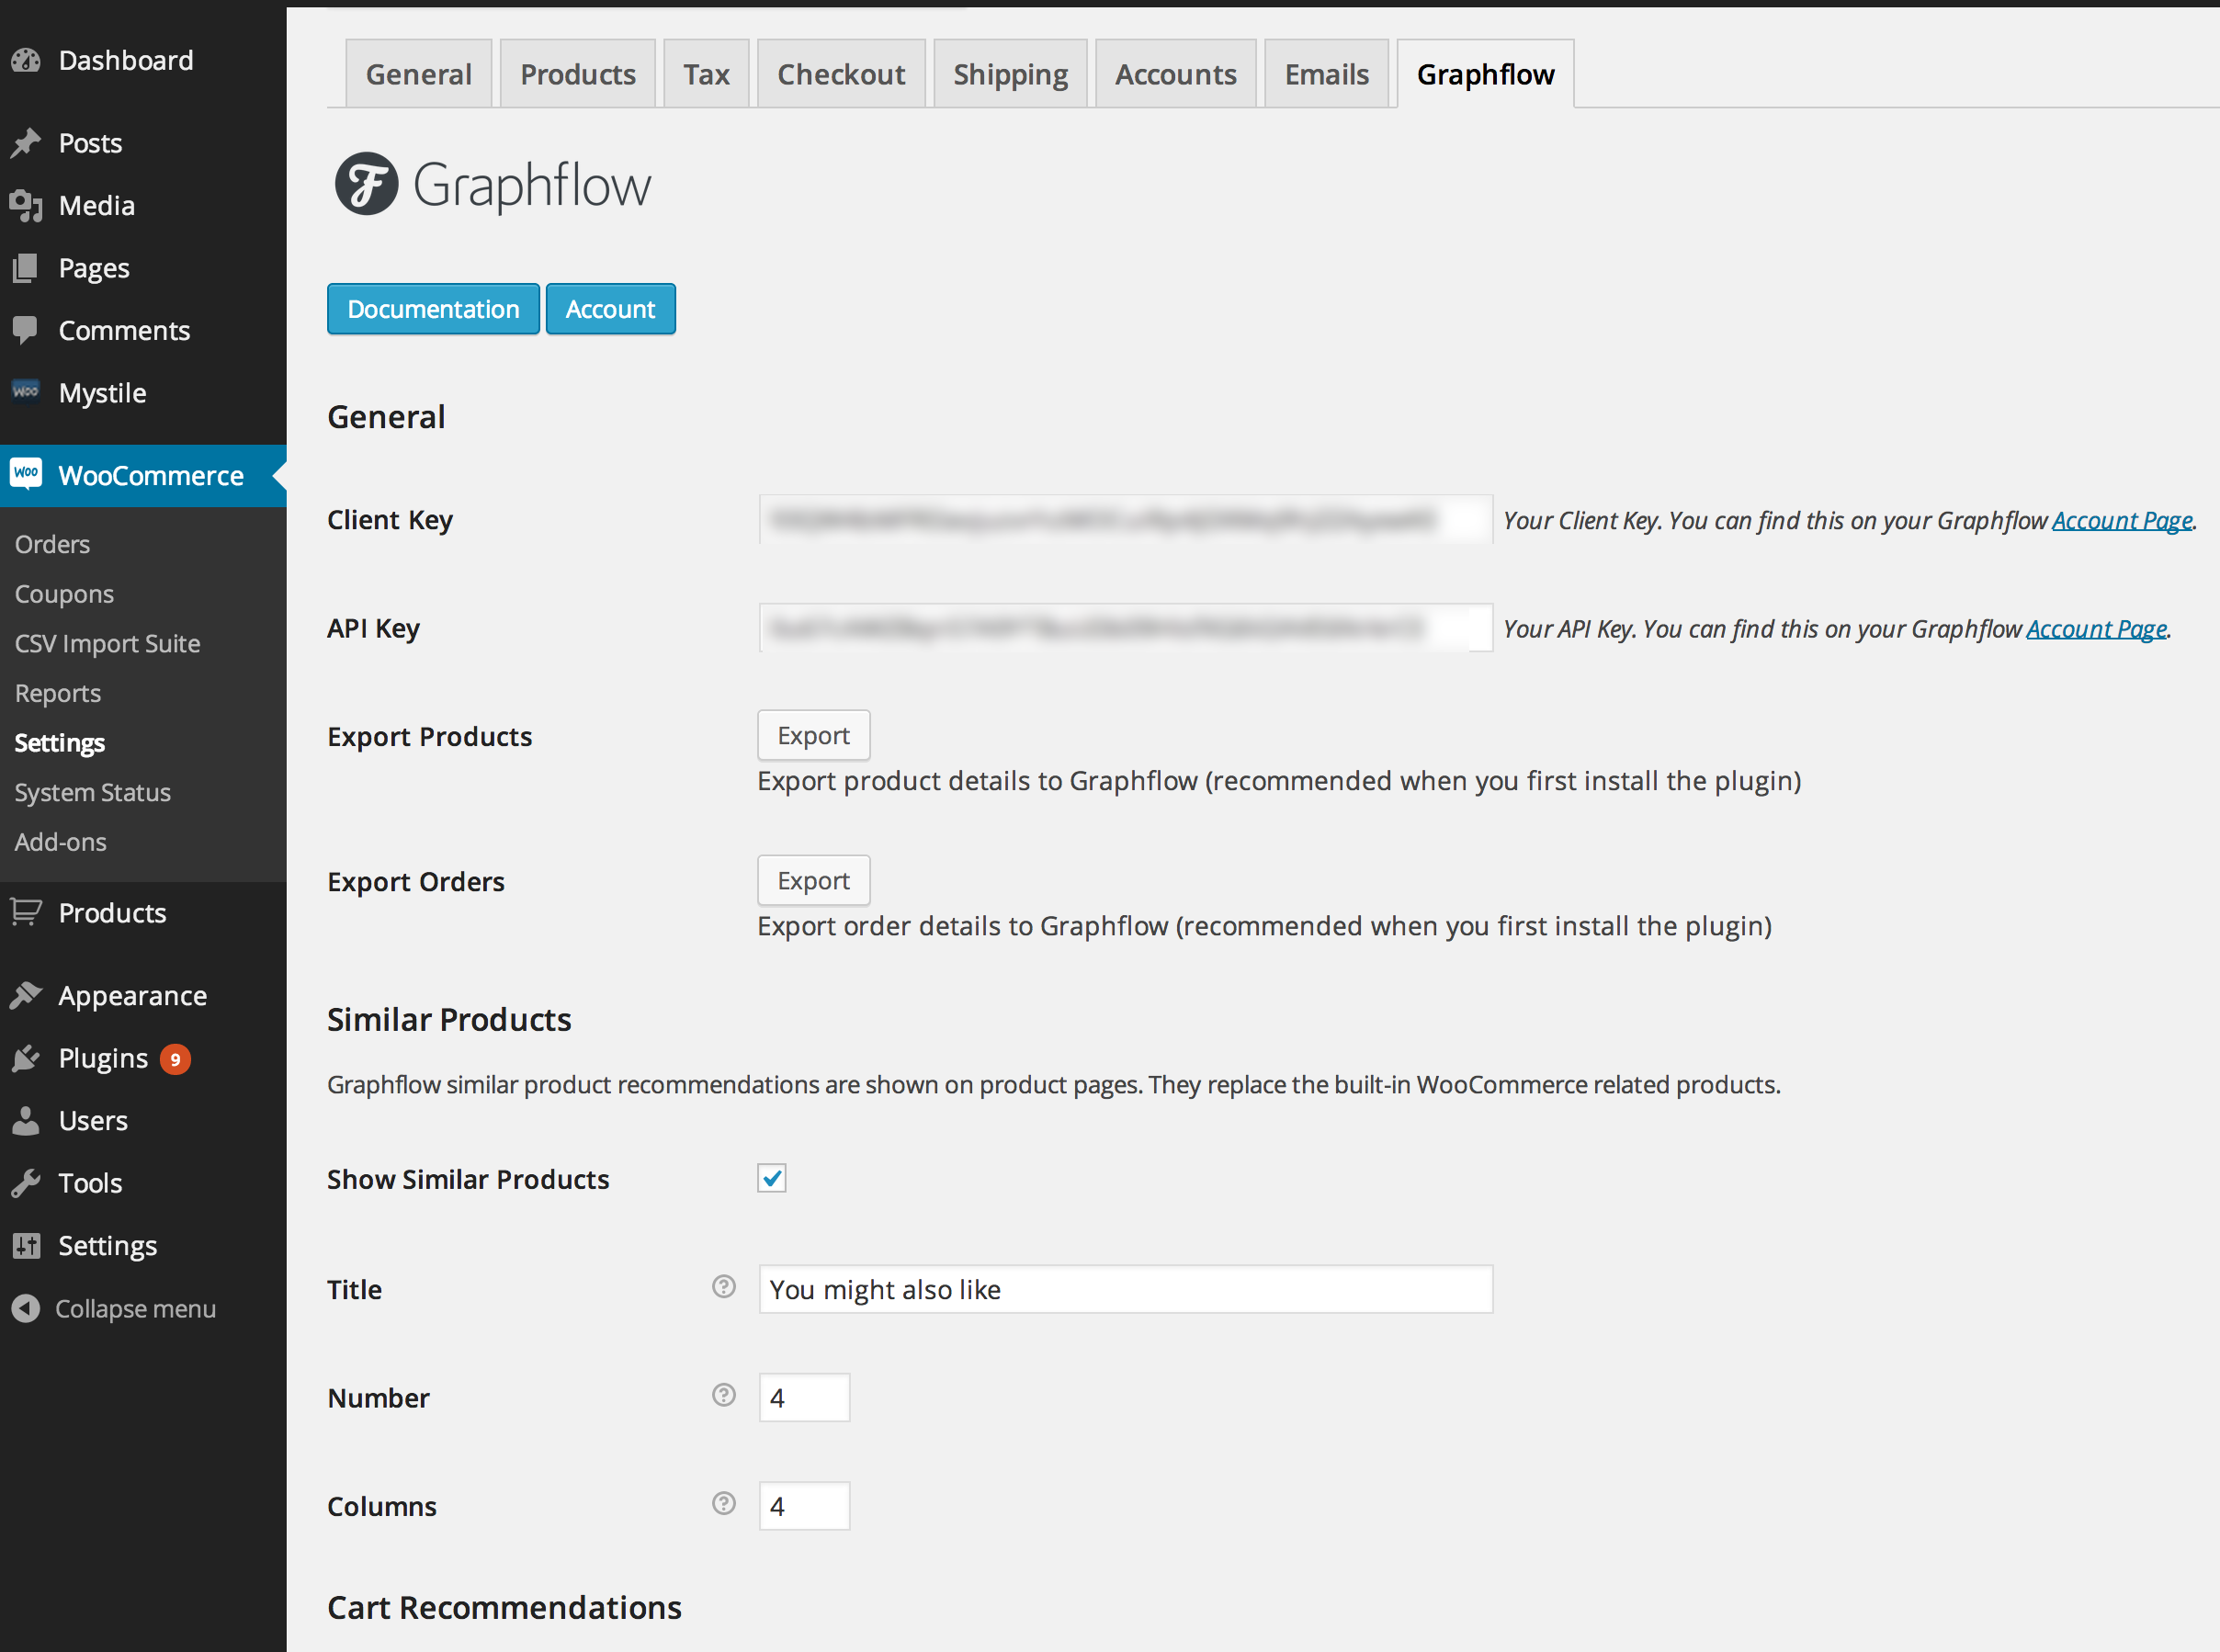 Dashboard
Posts
Media
Pages
Comments
WOO Mystile
WOO WooCommerce
Orders
Coupons
CSV Import Suite
Reports
Settings
System Status
Add-ons
Products
Appearance
Plugins 9
Users
Tools
Settings
Collapse menu
General Products Tax Checkout Shipping Accounts Emails Graphflow
F Graphflow
Documentation Account
General
Client Key Your Client Key. You can find this on your Graphflow Account Page.
API Key Your API Key. You can find this on your Graphflow Account Page.
Export Products Export
Export product details to Graphflow (recommended when you first install the plugin)
Export Orders Export
Export order details to Graphflow (recommended when you first install the plugin)
Similar Products
Graphflow similar product recommendations are shown on product pages. They replace the built-in WooCommerce related products.
Show Similar Products
Title ? You might also like
Number ? 4
Columns ? 4
Cart Recommendations